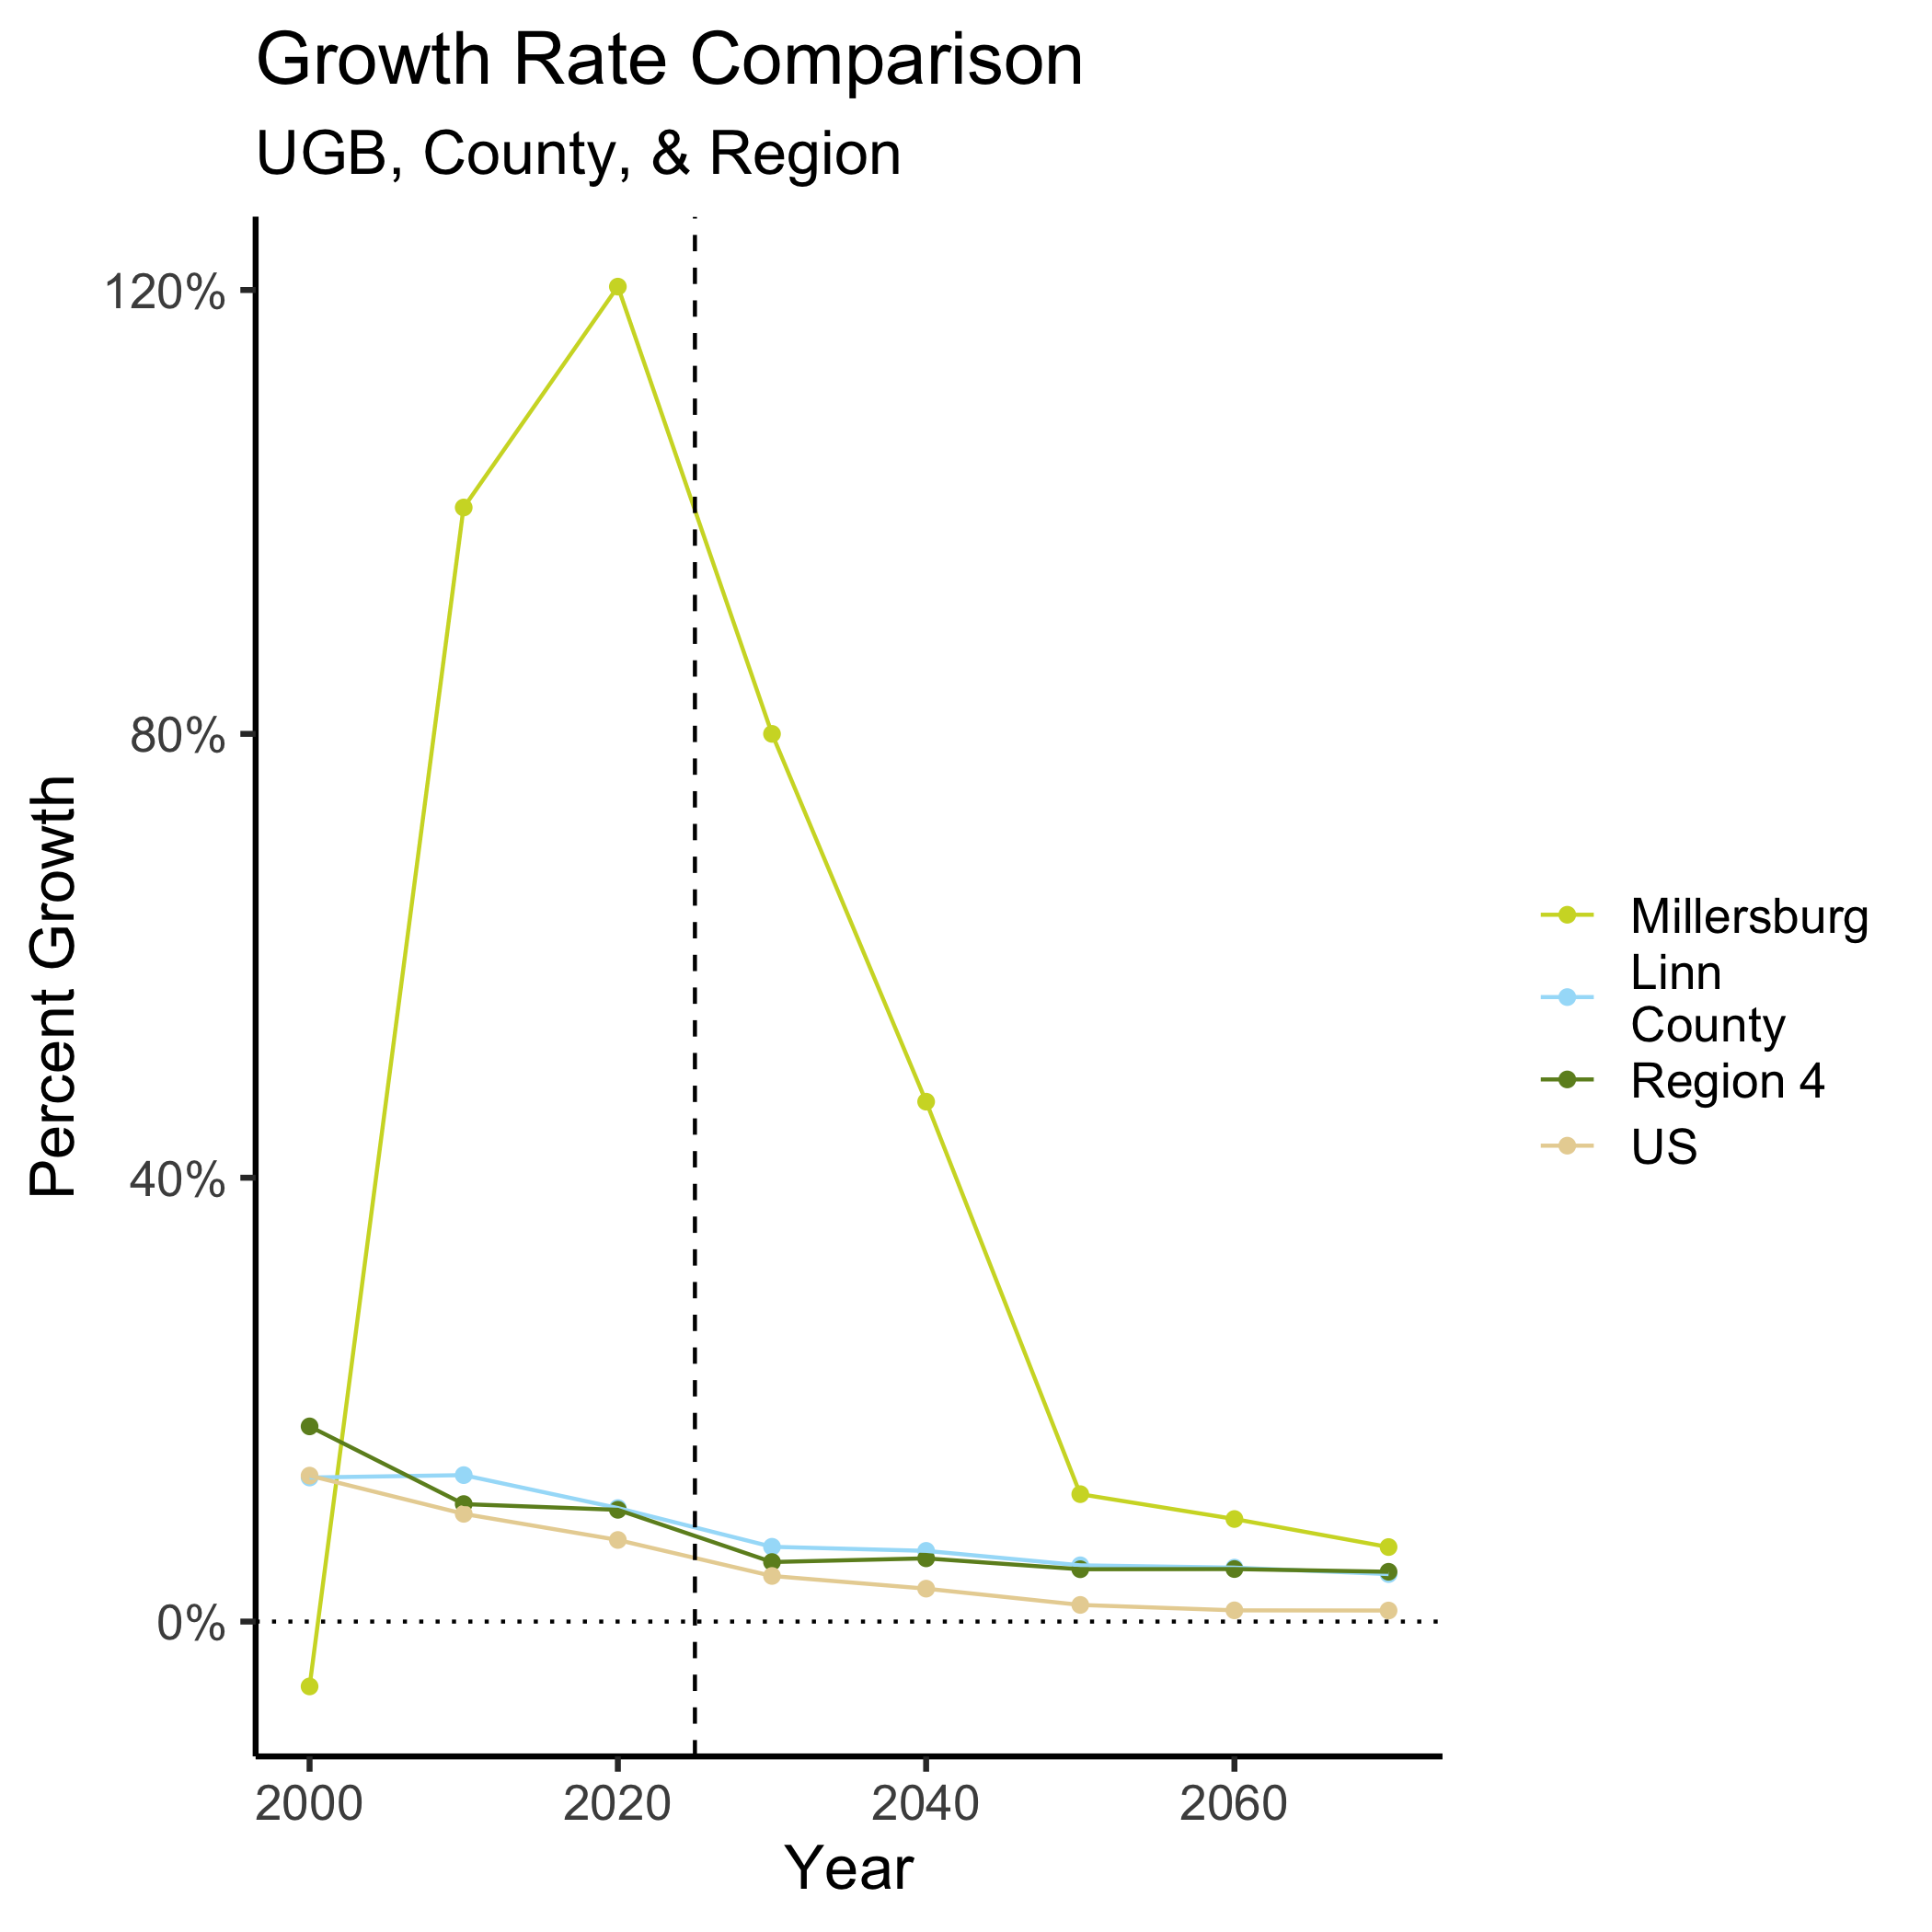 Growth Rate Comparison
UGB, County, & Region
Percent Growth
120%
80%
40%
0%
2000
2020
2040
2060
Year
Millersburg
Linn
County
Region 4
US